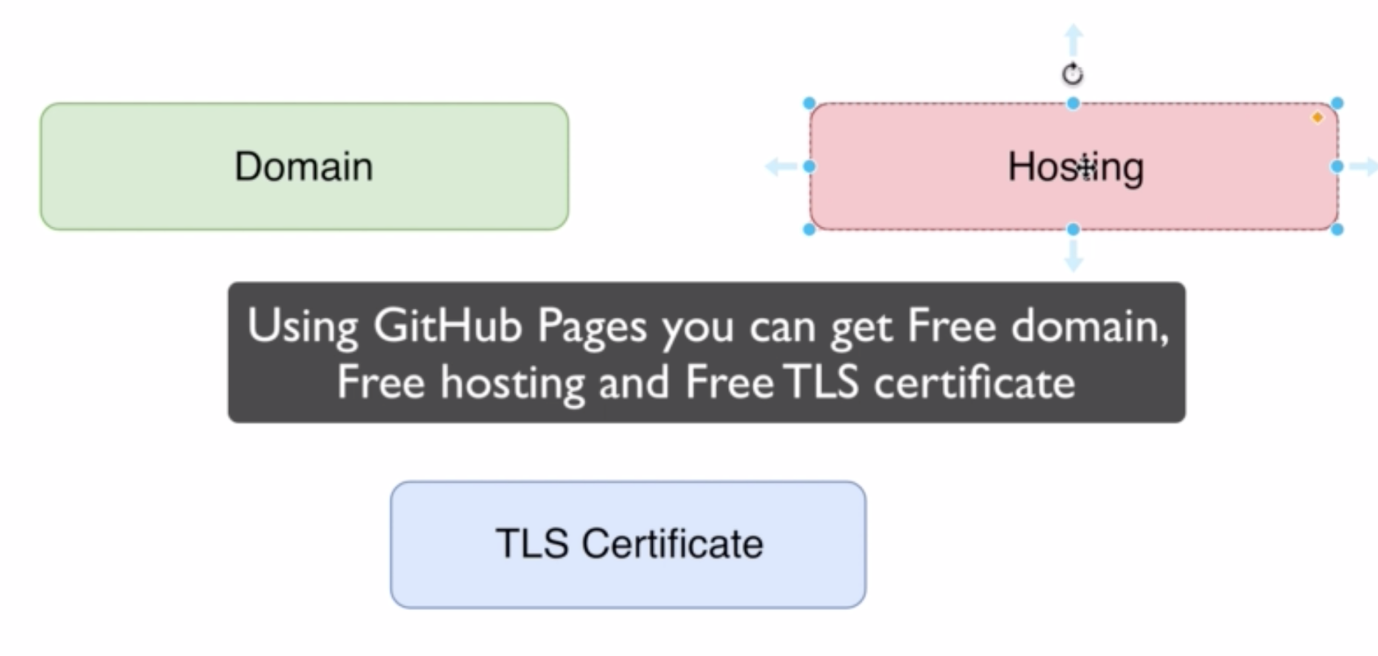 Domain
Hosting
Using GitHub Pages you can get Free domain,
Free hosting and Free TLS certificate
TLS Certificate